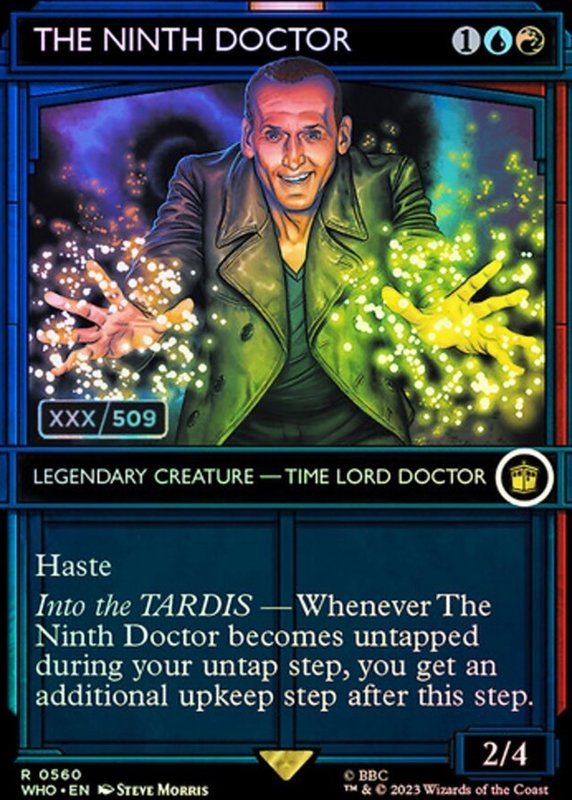 THE NINTH DOCTOR 1
XXX/509
LEGENDARY CREATURE — TIME LORD DOCTOR
Haste
Into the TARDIS — Whenever The
Ninth Doctor becomes untapped
during your untap step, you get an
additional upkeep step after this step.
2/4
R 0560
WHO • EN STEVE MORRIS
© BBC
™ & © 2023 Wizards of the Coast